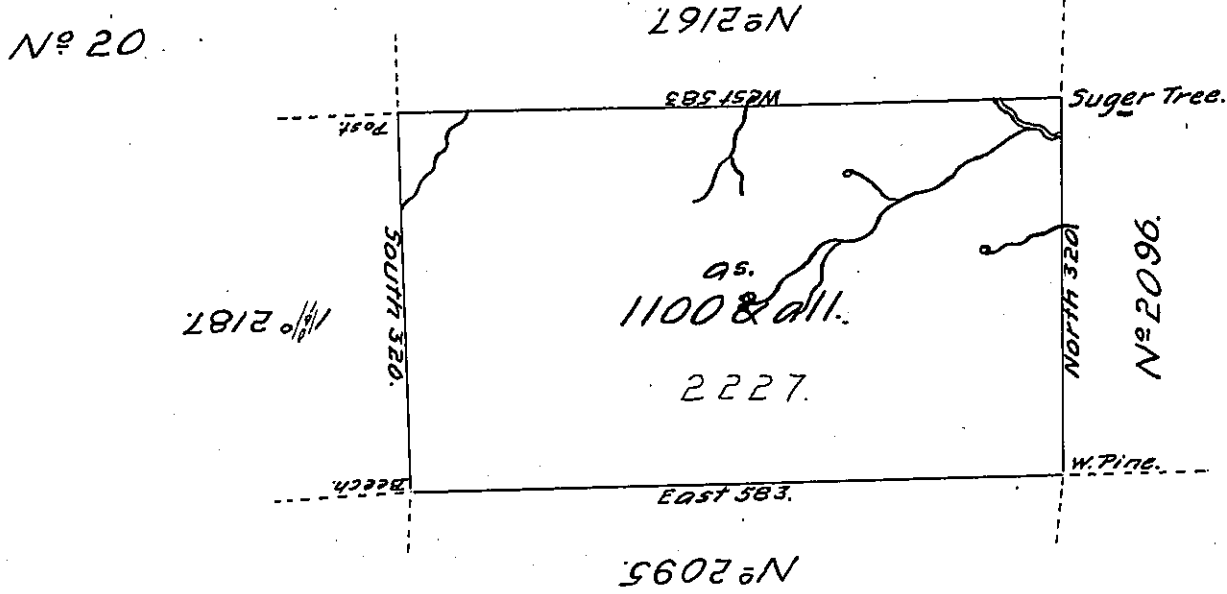 Nº 20
Nº 2167.
West 583
Suger Tree.
Post.
South 320.
2187.
as.
1100 & all.
2227.
North 320
Nº 2096.
Beech.
W. Pine.
East 583.
Nº 2095.